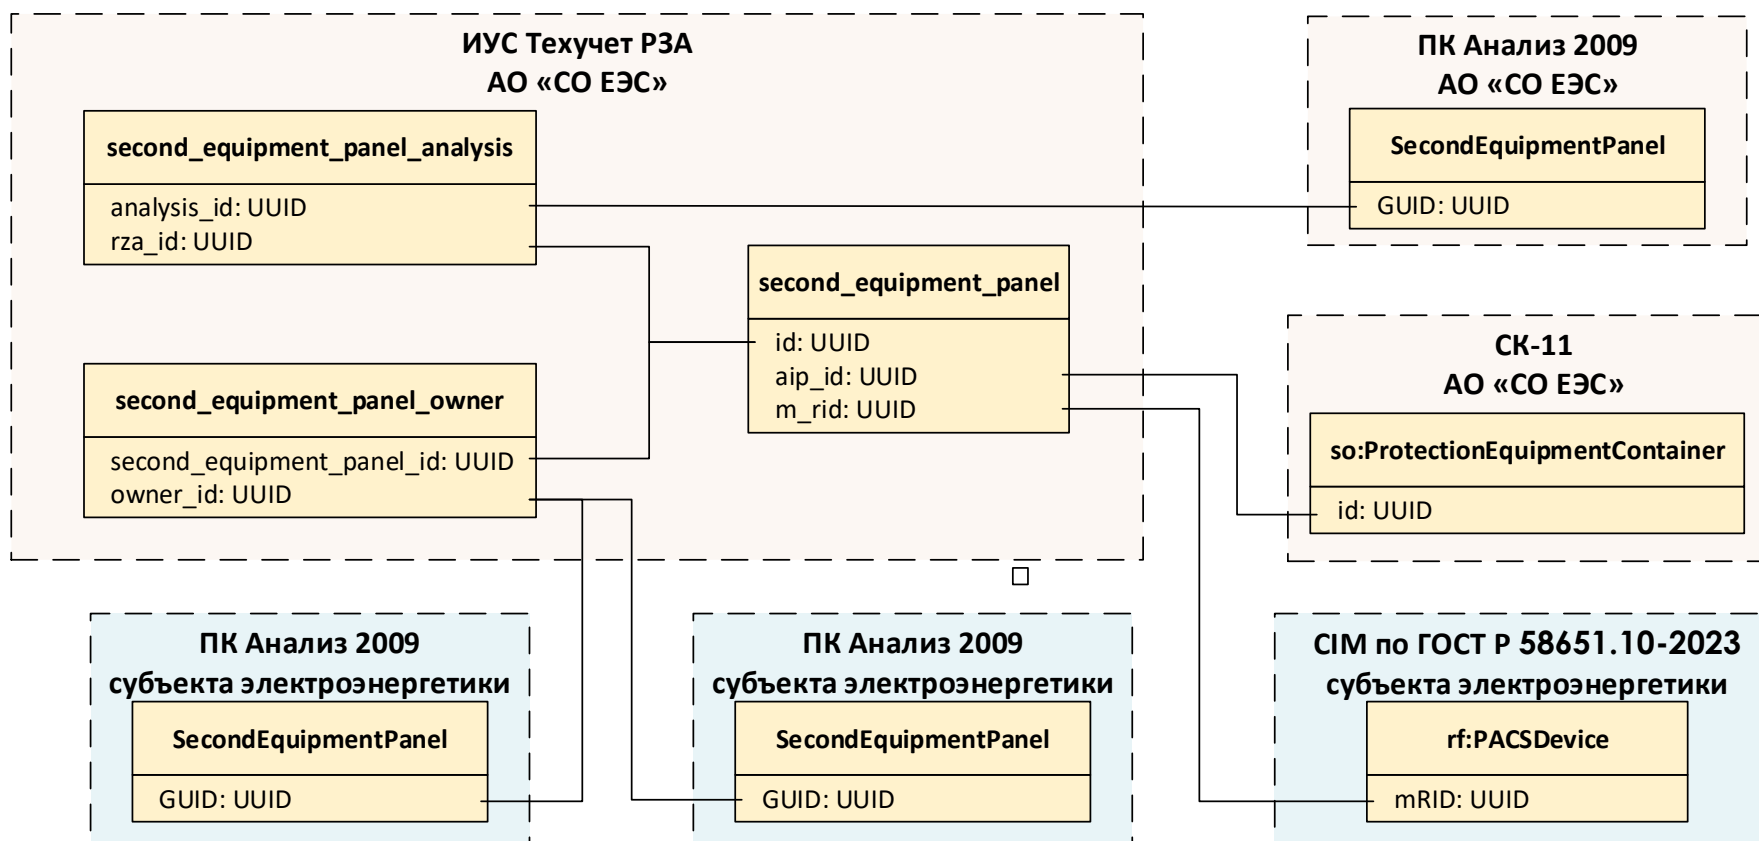 ИУС Техучет РЗА
АО «СО ЕЭС»
second_equipment_panel_analysis
analysis_id: UUID
rza_id: UUID
second_equipment_panel
id: UUID
aip_id: UUID
m_rid: UUID
second_equipment_panel_owner
second_equipment_panel_id: UUID
owner_id: UUID
ПК Анализ 2009
АО «СО ЕЭС»
SecondEquipmentPanel
GUID: UUID
СК-11
АО «СО ЕЭС»
so:ProtectionEquipmentContainer
id: UUID
ПК Анализ 2009
субъекта электроэнергетики
SecondEquipmentPanel
GUID: UUID
ПК Анализ 2009
субъекта электроэнергетики
SecondEquipmentPanel
GUID: UUID
CIM по ГОСТ Р 58651.10-2023
субъекта электроэнергетики
rf:PACSDevice
mRID: UUID